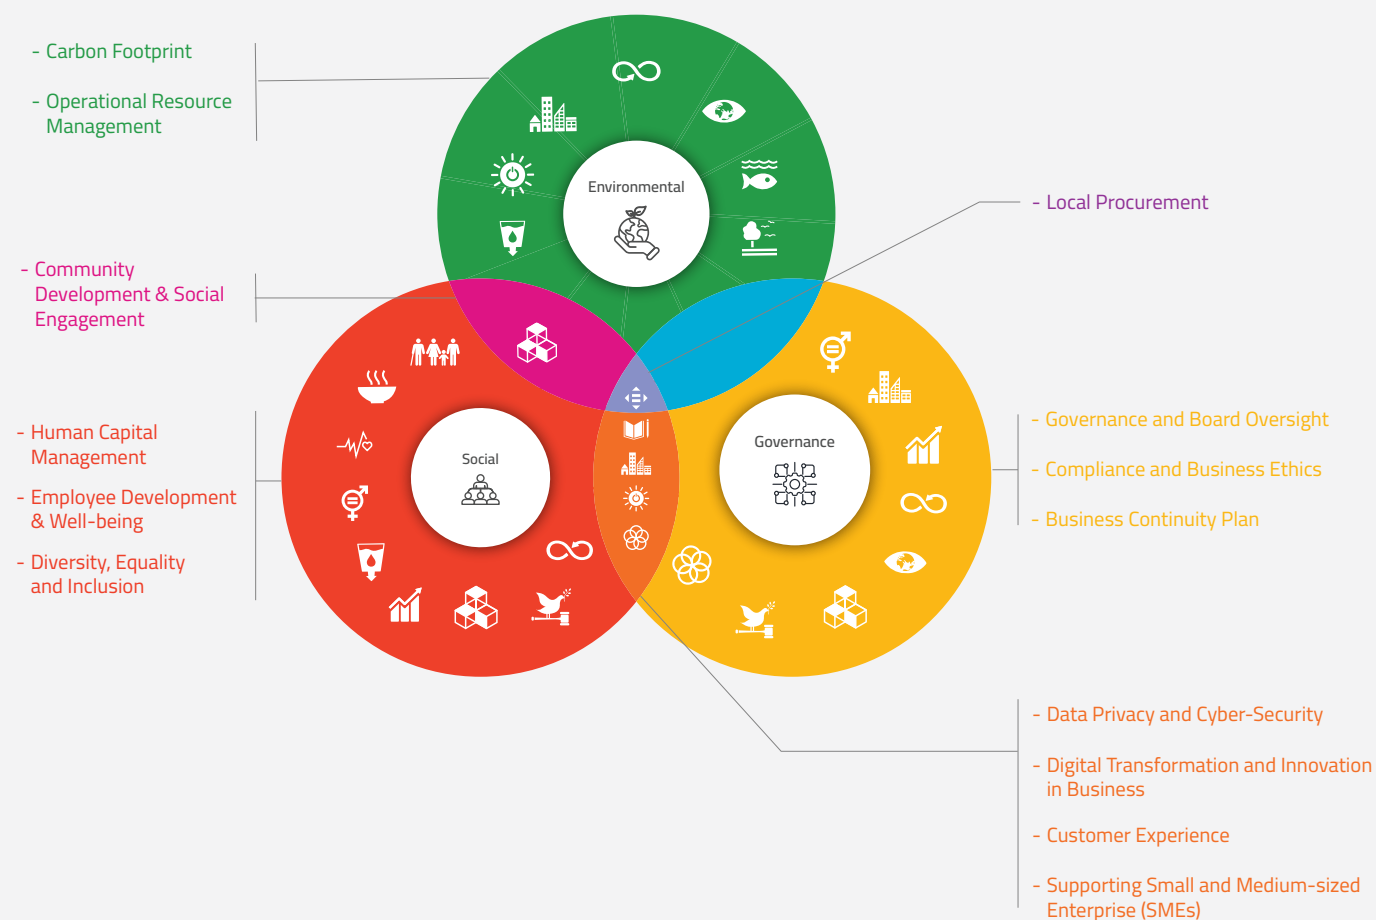 - Carbon Footprint
- Operational Resource
Management
- Community
Development & Social
Engagement
- Human Capital
Management
- Employee Development
& Well-being
- Diversity, Equality
and Inclusion
Environmental
Social
Governance
- Local Procurement
- Governance and Board Oversight
- Compliance and Business Ethics
- Business Continuity Plan
- Data Privacy and Cyber-Security
- Digital Transformation and Innovation
in Business
- Customer Experience
- Supporting Small and Medium-sized
Enterprise (SMEs)